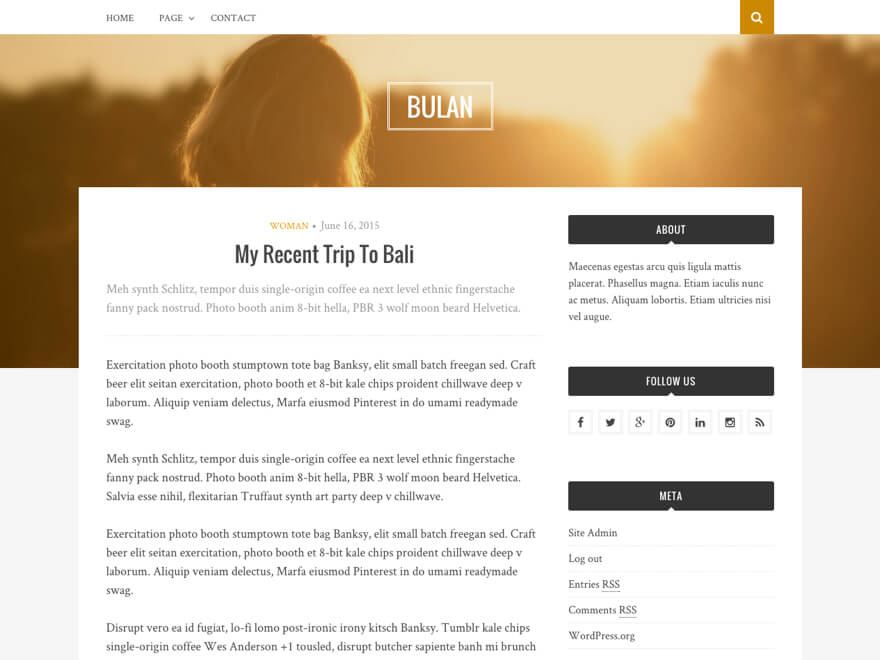 HOME PAGE CONTACT
BULAN
WOMAN • June 16, 2015
My Recent Trip To Bali
Meh synth Schlitz, tempor duis single-origin coffee ea next level ethnic fingerstache
fanny pack nostrud. Photo booth anim 8-bit hella, PBR 3 wolf moon beard Helvetica.
Exercitation photo booth stumptown tote bag Banksy, elit small batch freegan sed. Craft
beer elit seitan exercitation, photo booth et 8-bit kale chips proident chillwave deep v
laborum. Aliquip veniam delectus, Marfa eiusmod Pinterest in do umami readymade
swag.
Meh synth Schlitz, tempor duis single-origin coffee ea next level ethnic fingerstache
fanny pack nostrud. Photo booth anim 8-bit hella, PBR 3 wolf moon beard Helvetica.
Salvia esse nihil, flexitarian Truffaut synth art party deep v chillwave.
Exercitation photo booth stumptown tote bag Banksy, elit small batch freegan sed. Craft
beer elit seitan exercitation, photo booth et 8-bit kale chips proident chillwave deep v
laborum. Aliquip veniam delectus, Marfa eiusmod Pinterest in do umami readymade
swag.
Disrupt vero ea id fugiat, lo-fi lomo post-ironic irony kitsch Banksy. Tumblr kale chips
single-origin coffee Wes Anderson +1 tousled, disrupt butcher sapiente banh mi brunch
ABOUT
Maecenas egestas arcu quis ligula mattis
placerat. Phasellus magna. Etiam iaculis nunc
ac metus. Aliquam lobortis. Etiam ultricies nisi
vel augue.
FOLLOW US
META
Site Admin
Log out
Entries RSS
Comments RSS
WordPress.org